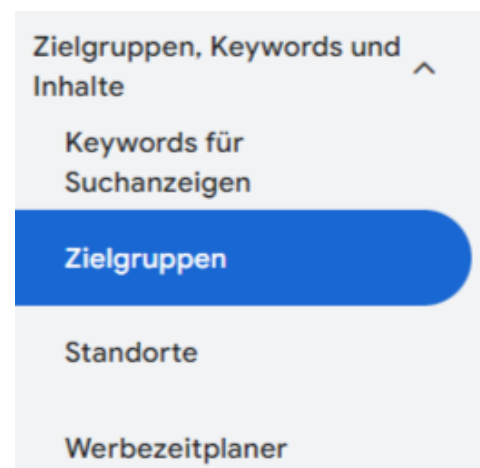 Zielgruppen, Keywords und
Inhalte
Keywords für
Suchanzeigen
Zielgruppen
Standorte
Werbezeitplaner